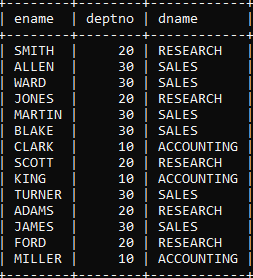 +--------+--------+------------+
| ename | deptno | dname |
+--------+--------+------------+
| SMITH | 20 | RESEARCH |
| ALLEN | 30 | SALES |
| WARD | 30 | SALES |
| JONES | 20 | RESEARCH |
| MARTIN | 30 | SALES |
| BLAKE | 30 | SALES |
| CLARK | 10 | ACCOUNTING |
| SCOTT | 20 | RESEARCH |
| KING | 10 | ACCOUNTING |
| TURNER | 30 | SALES |
| ADAMS | 20 | RESEARCH |
| JAMES | 30 | SALES |
| FORD | 20 | RESEARCH |
| MILLER | 10 | ACCOUNTING |
+--------+--------+------------+